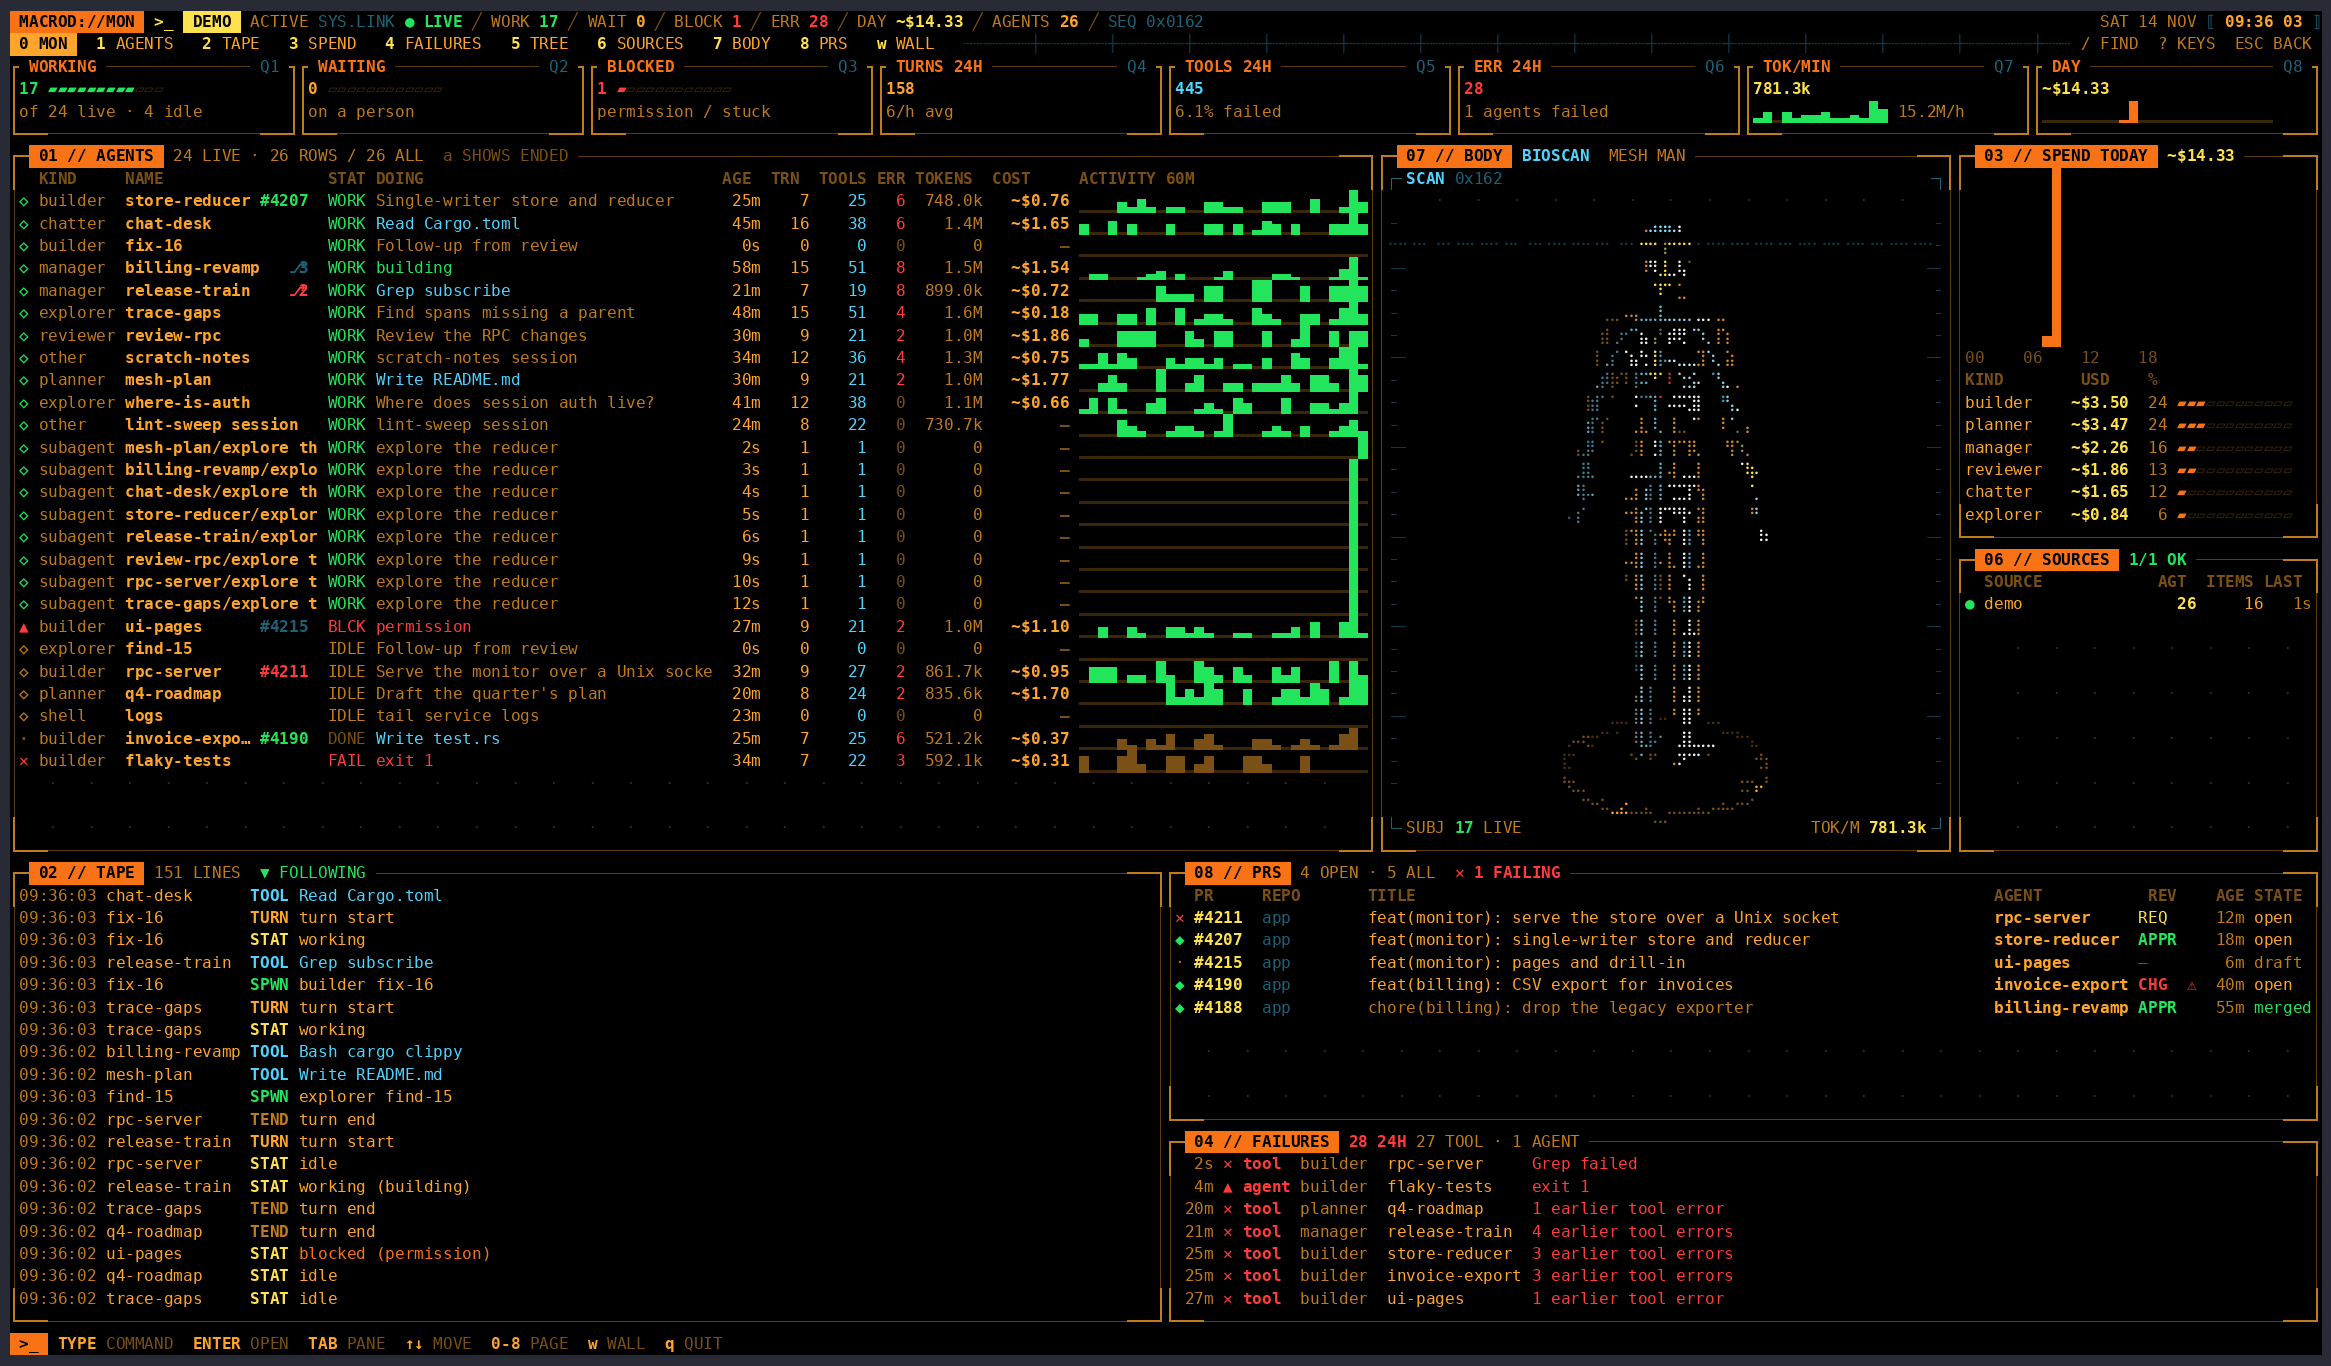 MACROD://MON >_ DEMO ACTIVE SYS.LINK ● LIVE / WORK 17 / WAIT 0 / BLOCK 1 / ERR 28 / DAY ~$14.33 / AGENTS 26 / SEQ 0x0162 SAT 14 NOV 09:36 03
0 MON 1 AGENTS 2 TAPE 3 SPEND 4 FAILURES 5 TREE 6 SOURCES 7 BODY 8 PRS w WALL / FIND ? KEYS ESC BACK
WORKING Q1 WAITING Q2 BLOCKED Q3 TURNS 24H Q4 TOOLS 24H Q5 ERR 24H Q6 TOK/MIN Q7 DAY Q8
17 0 1 158 445 28 781.3k ~$14.33
of 24 live · 4 idle on a person permission / stuck 6/h avg 6.1% failed 1 agents failed 15.2M/h
01 // AGENTS 24 LIVE · 26 ROWS / 26 ALL a SHOWS ENDED
KIND NAME STAT DOING AGE TRN TOOLS ERR TOKENS COST ACTIVITY 60M
◇ builder store-reducer #4207 WORK Single-writer store and reducer 25m 7 25 6 748.0k ~$0.76
◇ chatter chat-desk WORK Read Cargo.toml 45m 16 38 6 1.4M ~$1.65
◇ builder fix-16 WORK Follow-up from review 0s 0 0 0 0 —
◇ manager billing-revamp 3 WORK building 58m 15 51 8 1.5M ~$1.54
◇ manager release-train 2 WORK Grep subscribe 21m 7 19 8 899.0k ~$0.72
◇ explorer trace-gaps WORK Find spans missing a parent 48m 15 51 4 1.6M ~$0.18
◇ reviewer review-rpc WORK Review the RPC changes 30m 9 21 2 1.0M ~$1.86
◇ other scratch-notes WORK scratch-notes session 34m 12 36 4 1.3M ~$0.75
◇ planner mesh-plan WORK Write README.md 30m 9 21 2 1.0M ~$1.77
◇ explorer where-is-auth WORK Where does session auth live? 41m 12 38 0 1.1M ~$0.66
◇ other lint-sweep session WORK lint-sweep session 24m 8 22 0 730.7k —
◇ subagent mesh-plan/explore th WORK explore the reducer 2s 1 1 0 0 —
◇ subagent billing-revamp/explo WORK explore the reducer 3s 1 1 0 0 —
◇ subagent chat-desk/explore th WORK explore the reducer 4s 1 1 0 0 —
◇ subagent store-reducer/explor WORK explore the reducer 5s 1 1 0 0 —
◇ subagent release-train/explor WORK explore the reducer 6s 1 1 0 0 —
◇ subagent review-rpc/explore t WORK explore the reducer 9s 1 1 0 0 —
◇ subagent rpc-server/explore t WORK explore the reducer 10s 1 1 0 0 —
◇ subagent trace-gaps/explore t WORK explore the reducer 12s 1 1 0 0 —
▲ builder ui-pages #4215 BLCK permission 27m 9 21 2 1.0M ~$1.10
◇ explorer find-15 IDLE Follow-up from review 0s 0 0 0 0 —
◇ builder rpc-server #4211 IDLE Serve the monitor over a Unix socke 32m 9 27 2 861.7k ~$0.95
◇ planner q4-roadmap IDLE Draft the quarter's plan 20m 8 24 2 835.6k ~$1.70
◇ shell logs IDLE tail service logs 23m 0 0 0 0 —
· builder invoice-expo… #4190 DONE Write test.rs 25m 7 25 6 521.2k ~$0.37
✕ builder flaky-tests FAIL exit 1 34m 7 22 3 592.1k ~$0.31
07 // BODY BIOSCAN MESH MAN
SCAN 0x162
SUBJ 17 LIVE TOK/M 781.3k
03 // SPEND TODAY ~$14.33
00 06 12 18
KIND USD %
builder ~$3.50 24
planner ~$3.47 24
manager ~$2.26 16
reviewer ~$1.86 13
chatter ~$1.65 12
explorer ~$0.84 6
06 // SOURCES 1/1 OK
SOURCE AGT ITEMS LAST
● demo 26 16 1s
02 // TAPE 151 LINES ▼ FOLLOWING
09:36:03 chat-desk TOOL Read Cargo.toml
09:36:03 fix-16 TURN turn start
09:36:03 fix-16 STAT working
09:36:03 release-train TOOL Grep subscribe
09:36:03 fix-16 SPWN builder fix-16
09:36:03 trace-gaps TURN turn start
09:36:03 trace-gaps STAT working
09:36:02 billing-revamp TOOL Bash cargo clippy
09:36:02 mesh-plan TOOL Write README.md
09:36:02 find-15 SPWN explorer find-15
09:36:02 rpc-server TEND turn end
09:36:02 release-train TURN turn start
09:36:02 rpc-server STAT idle
09:36:02 release-train STAT working (building)
09:36:02 trace-gaps TEND turn end
09:36:02 q4-roadmap TEND turn end
09:36:02 ui-pages STAT blocked (permission)
09:36:02 q4-roadmap STAT idle
09:36:02 trace-gaps STAT idle
08 // PRS 4 OPEN · 5 ALL ✕ 1 FAILING
PR REPO TITLE AGENT REV AGE STATE
✕ #4211 app feat(monitor): serve the store over a Unix socket rpc-server REQ 12m open
◆ #4207 app feat(monitor): single-writer store and reducer store-reducer APPR 18m open
· #4215 app feat(monitor): pages and drill-in ui-pages — 6m draft
◆ #4190 app feat(billing): CSV export for invoices invoice-export CHG ⚠ 40m open
◆ #4188 app chore(billing): drop the legacy exporter billing-revamp APPR 55m merged
04 // FAILURES 28 24H 27 TOOL · 1 AGENT
2s ✕ tool builder rpc-server Grep failed
4m ▲ agent builder flaky-tests exit 1
20m ✕ tool planner q4-roadmap 1 earlier tool error
21m ✕ tool manager release-train 4 earlier tool errors
25m ✕ tool builder store-reducer 3 earlier tool errors
25m ✕ tool builder invoice-export 3 earlier tool errors
27m ✕ tool builder ui-pages 1 earlier tool error
>_ TYPE COMMAND ENTER OPEN TAB PANE ↑↓ MOVE 0-8 PAGE w WALL q QUIT